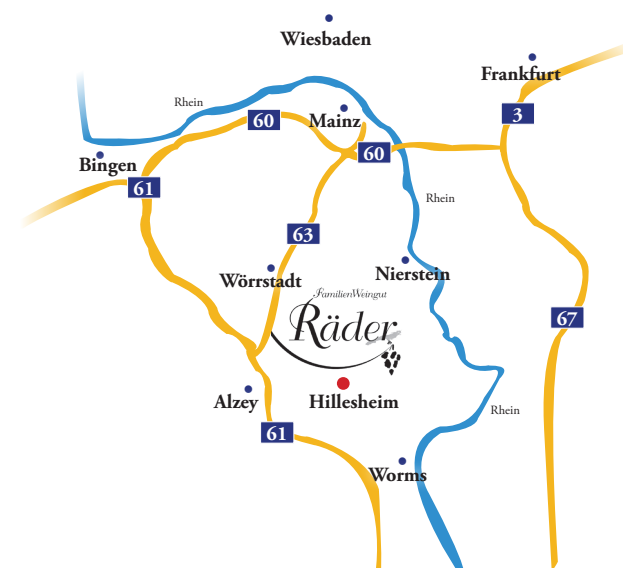 Wiesbaden
Frankfurt
Rhein
3
60
Mainz
60
Bingen
61
Rhein
63
Nierstein
Wörrstadt
FamilienWeingut
Räder
67
Alzey
Hillesheim
Rhein
61
Worms